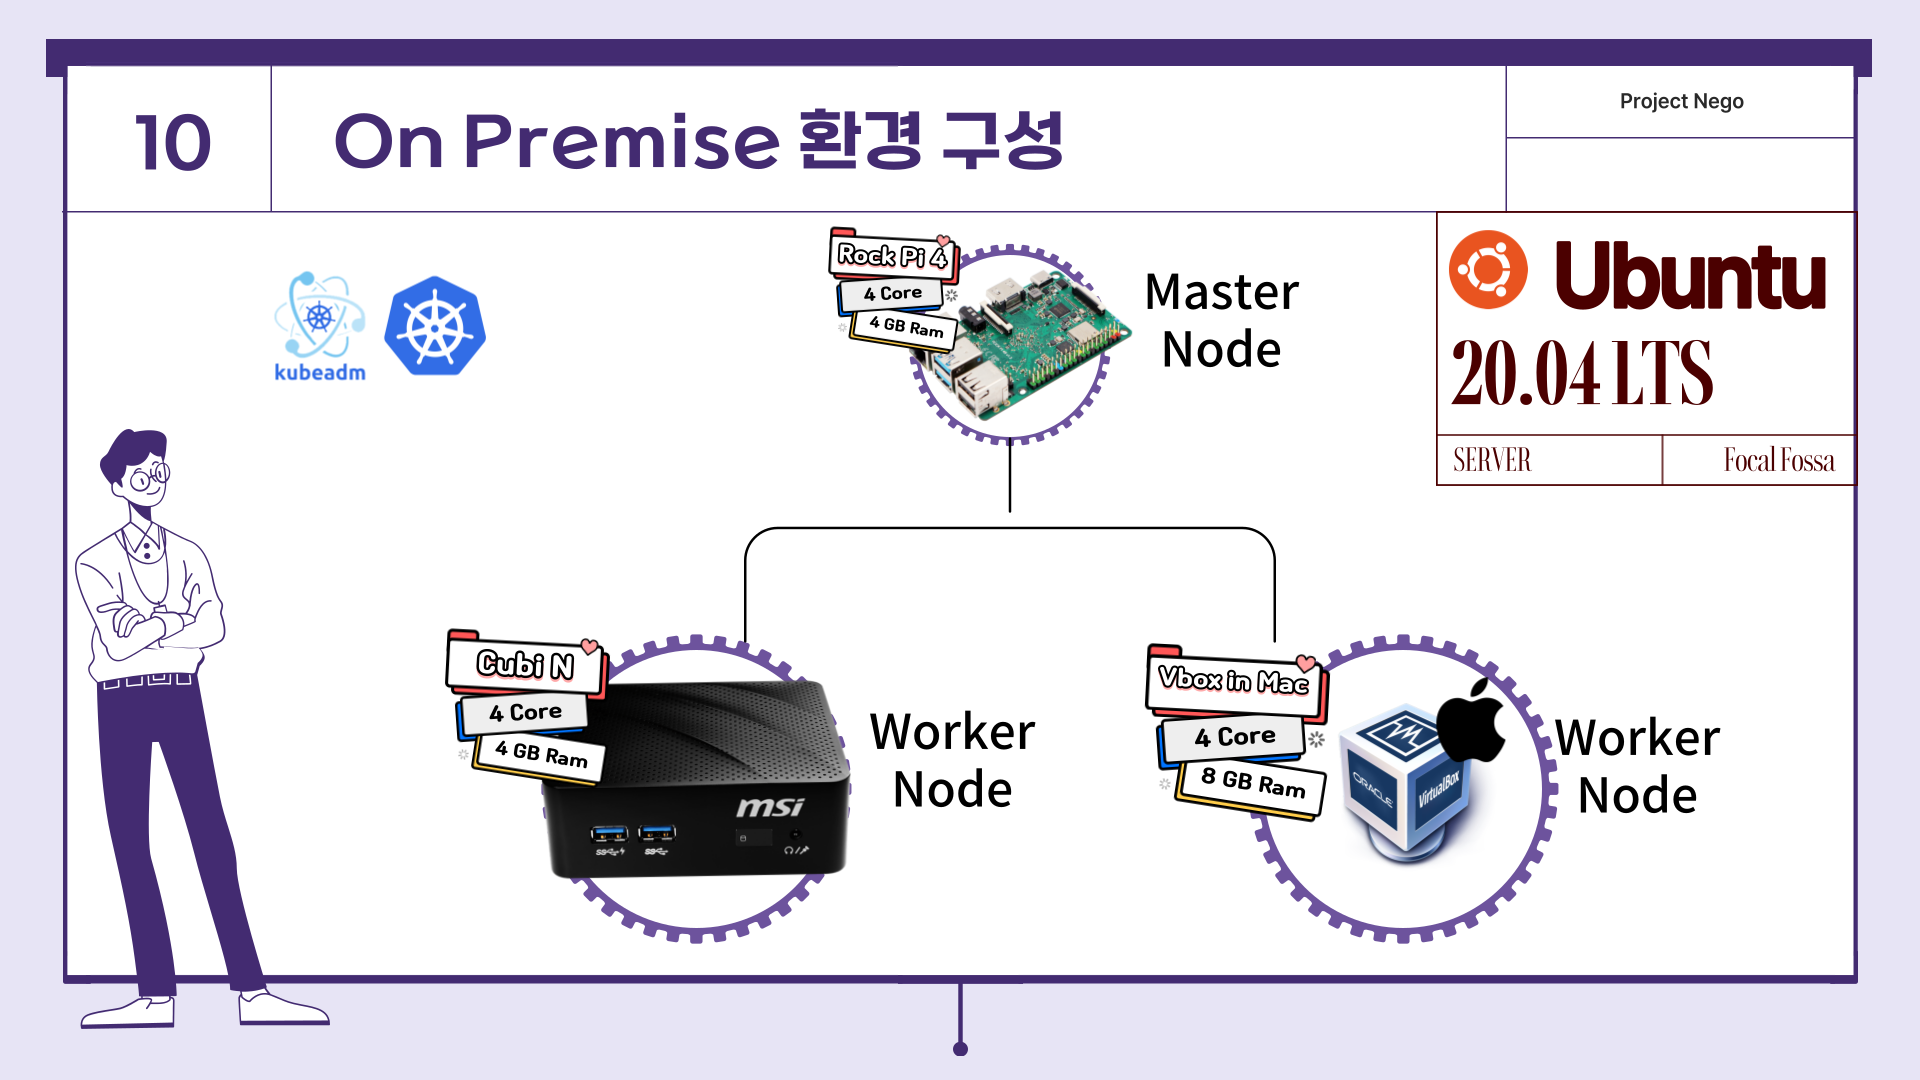 10
On Premise 환경 구성
Project Nego
kubeadm
Rock Pi 4
4 Core
4 GB Ram
Master
Node
Ubuntu
20.04 LTS
SERVER
Focal Fossa
Cubi N
4 Core
4 GB Ram
msi
Worker
Node
Vbox in Mac
4 Core
8 GB Ram
ORACLE
VirtualBox
Worker
Node